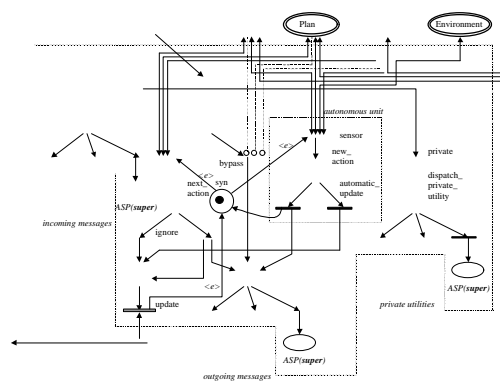 Plan
Environment
autonomous unit
sensor
<e>
new_
action
private
bypass
<e>
syn
next_
action
automatic_
update
dispatch_
private_
utility
ASP(super)
incoming messages
ignore
<e>
ASP(super)
update
private utilities
ASP(super)
outgoing messages